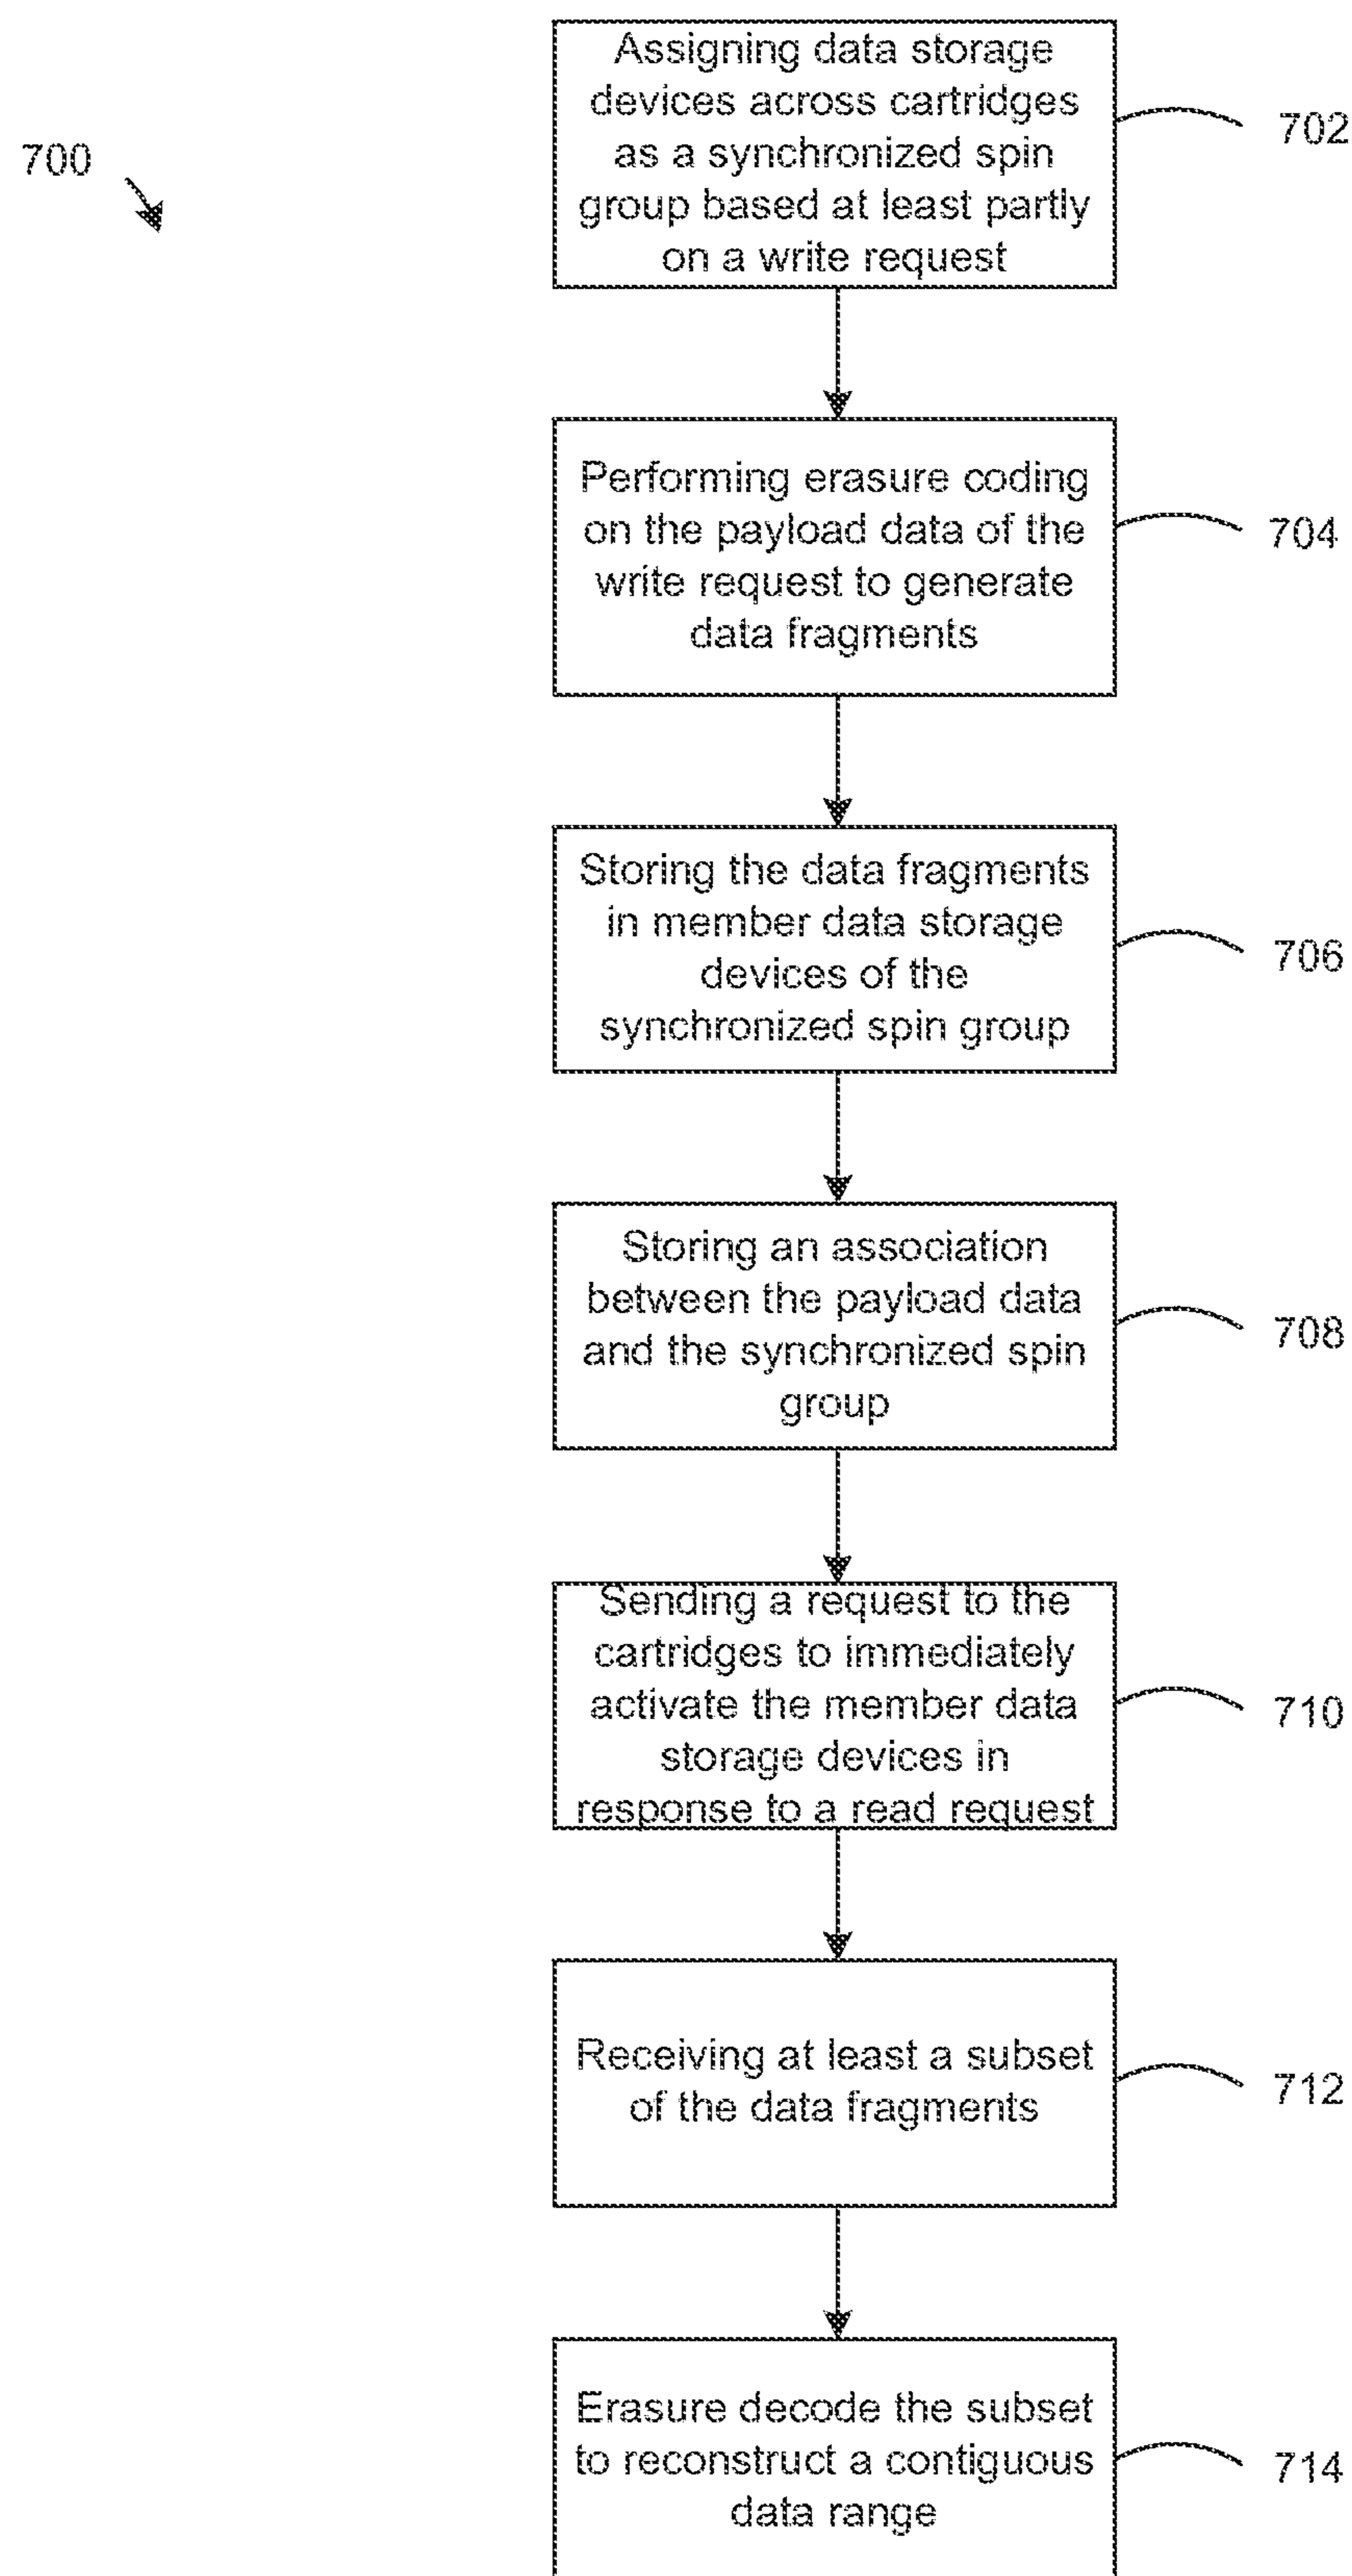 700
Assigning data storage
devices across cartridges
as a synchronized spin
group based at least partly
on a write request
702
Performing erasure coding
on the payload data of the
write request to generate
data fragments
704
Storing the data fragments
in member data storage
devices of the
synchronized spin group
706
Storing an association
between the payload data
and the synchronized spin
group
708
Sending a request to the
cartridges to immediately
activate the member data
storage devices in
response to a read request
710
Receiving at least a subset
of the data fragments
712
Erasure decode the subset
to reconstruct a contiguous
data range
714